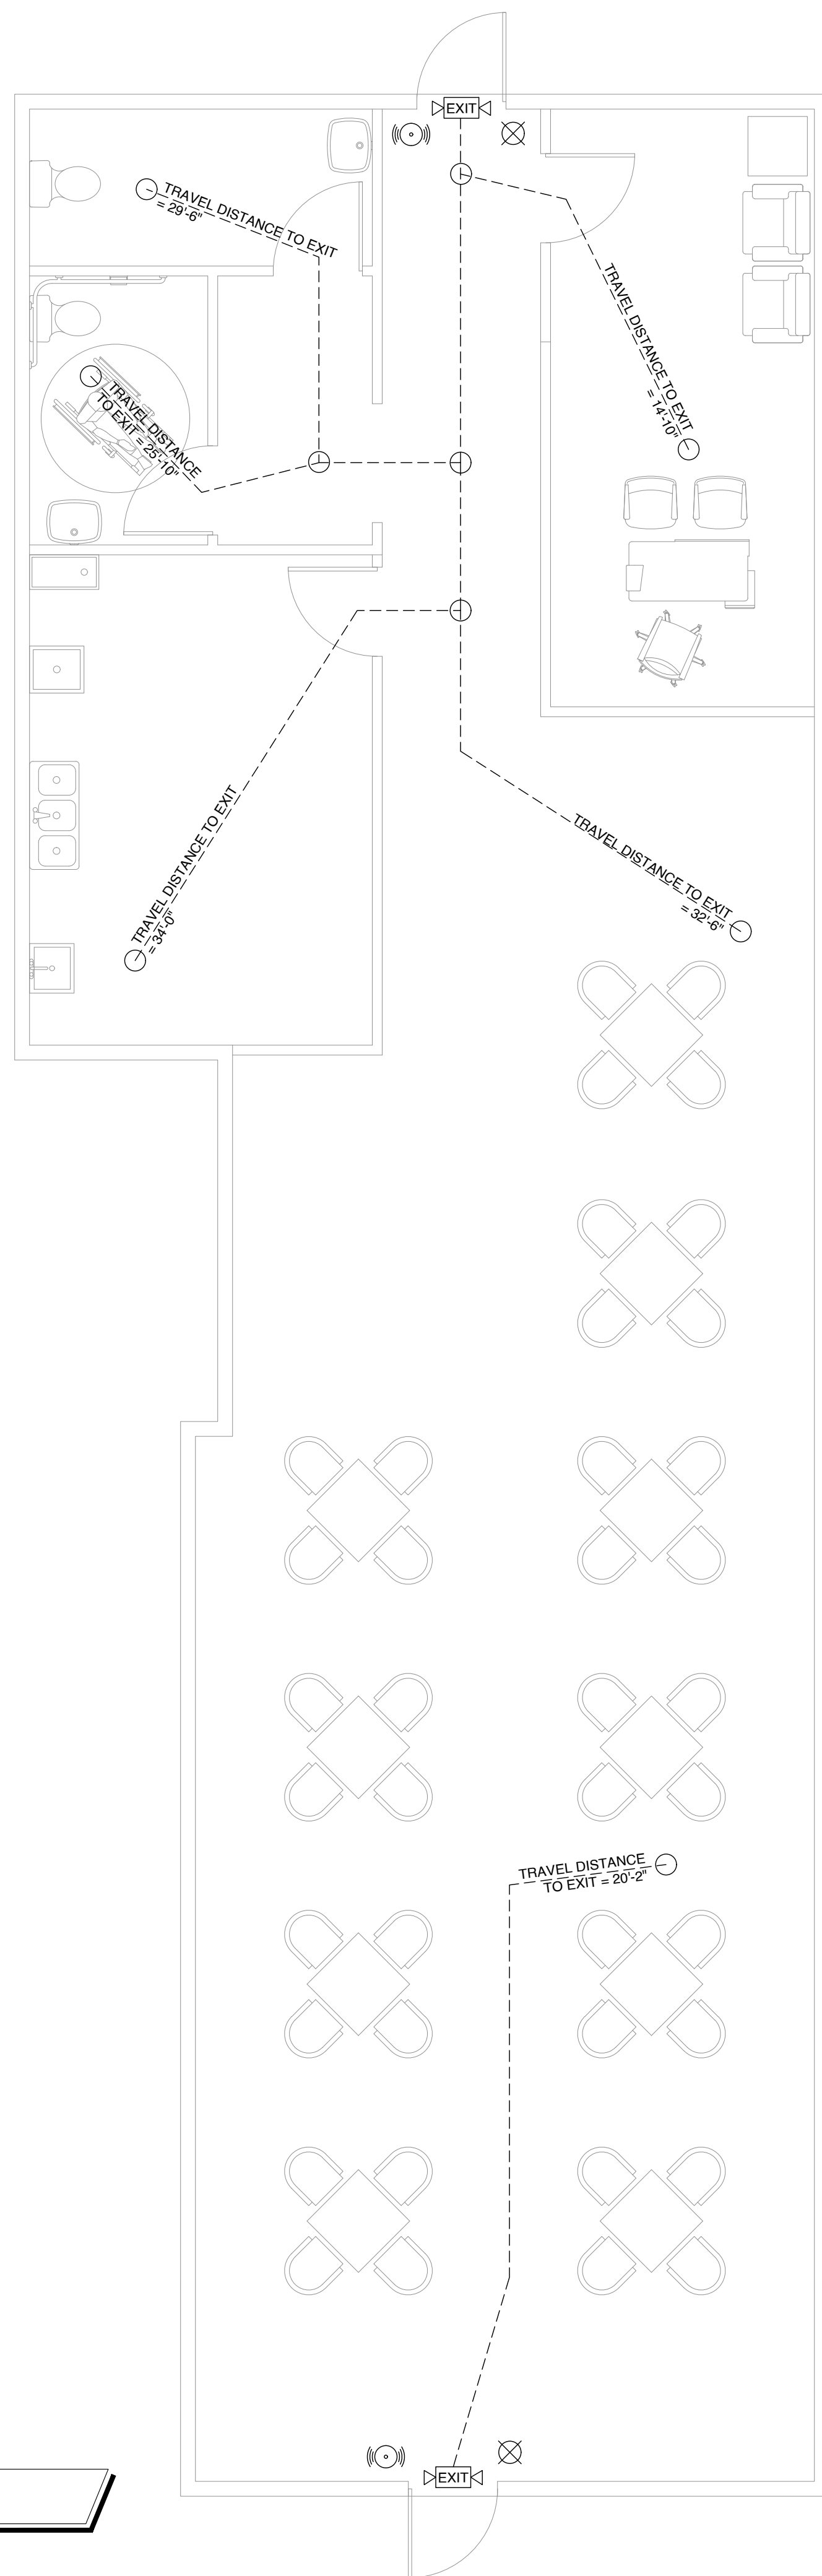 EXIT
TRAVEL DISTANCE TO EXIT
= 29'-6"
TRAVEL DISTANCE TO EXIT
= 14'-10"
TRAVEL DISTANCE
TO EXIT = 25'-10"
TRAVEL DISTANCE TO EXIT
= 34'-0"
TRAVEL DISTANCE TO EXIT
= 32'-6"
TRAVEL DISTANCE
TO EXIT = 20'-2"
EXIT